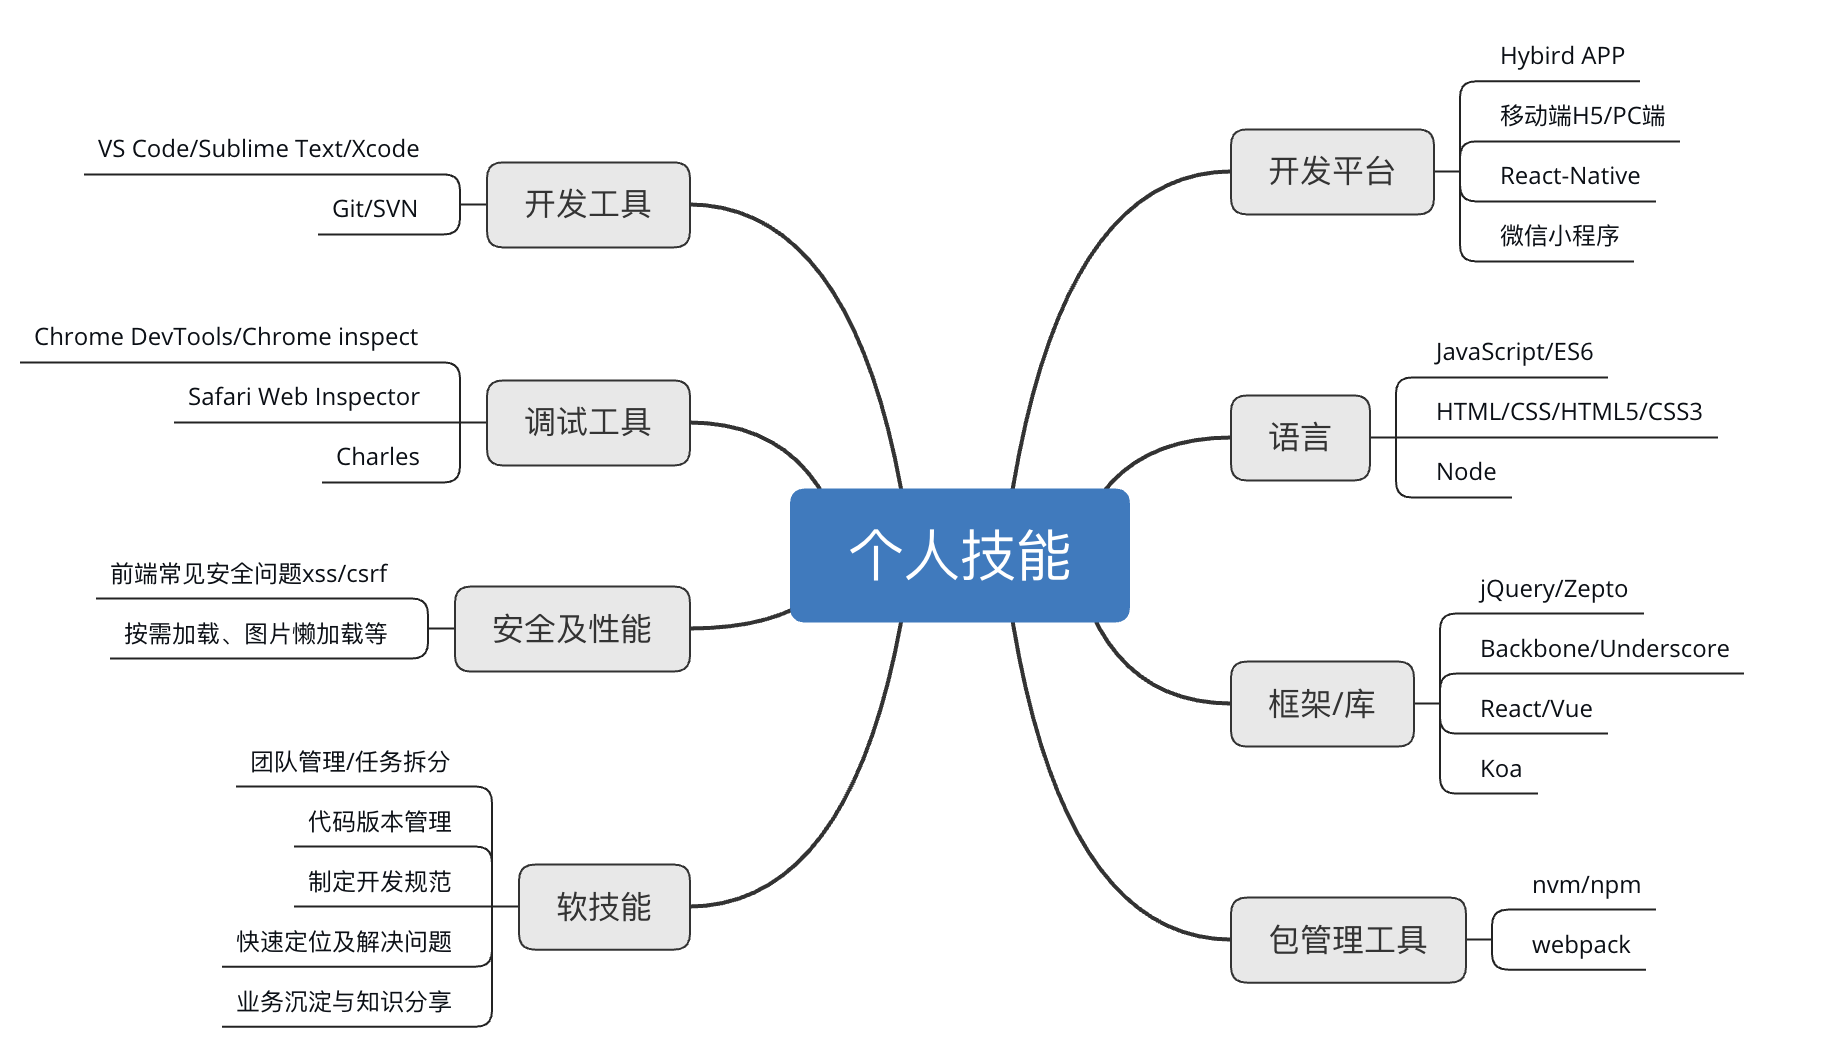 个人技能
开发平台
Hybird APP
移动端H5/PC端
React-Native
微信小程序
语言
JavaScript/ES6
HTML/CSS/HTML5/CSS3
Node
框架/库
jQuery/Zepto
Backbone/Underscore
React/Vue
Koa
包管理工具
nvm/npm
webpack
开发工具
VS Code/Sublime Text/Xcode
Git/SVN
调试工具
Chrome DevTools/Chrome inspect
Safari Web Inspector
Charles
安全及性能
前端常见安全问题xss/csrf
按需加载、图片懒加载等
软技能
团队管理/任务拆分
代码版本管理
制定开发规范
快速定位及解决问题
业务沉淀与知识分享